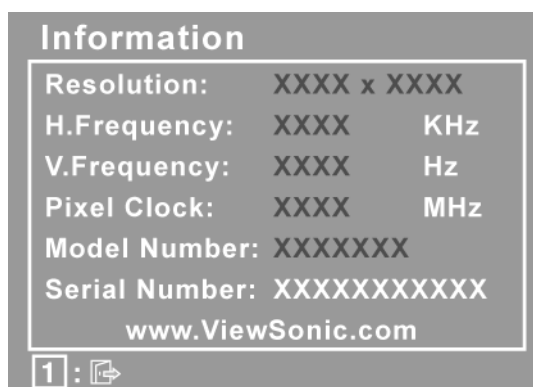 Information
Resolution: XXXX x XXXX
H.Frequency: XXXX KHz
V.Frequency: XXXX Hz
Pixel Clock: XXXX MHz
Model Number: XXXXXXX
Serial Number: XXXXXXXXXXX
www.ViewSonic.com
1 :